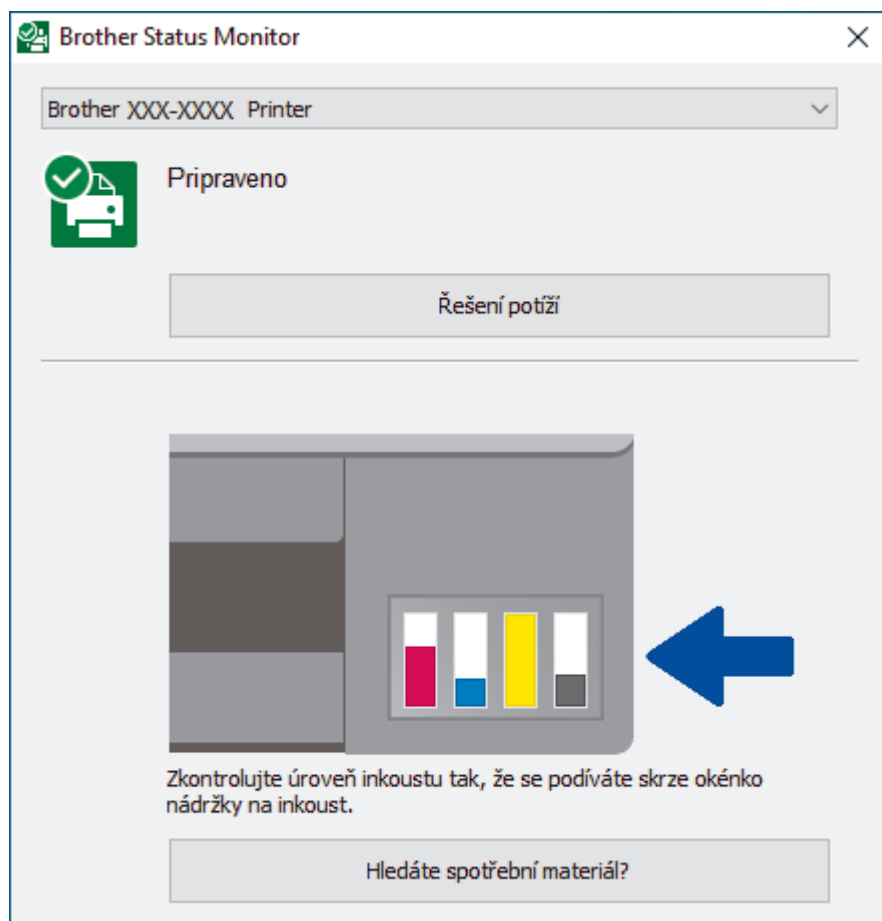 Brother Status Monitor
Brother XXX-XXXX Printer
Pripraveno
Řešení potíží
Zkontrolujte úroveň inkoustu tak, že se podíváte skrze okénko
nádržky na inkoust.
Hledáte spotřební materiál?